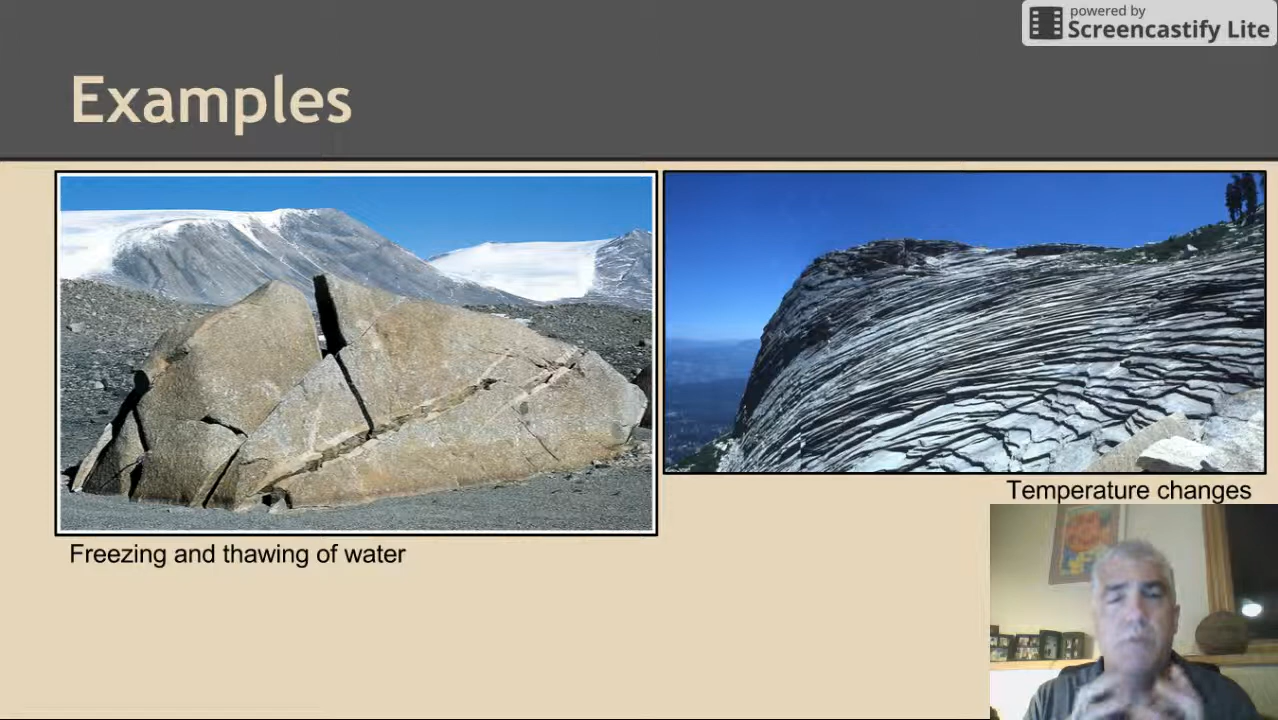 powered by
Screencastify Lite
Examples
Temperature changes
Freezing and thawing of water